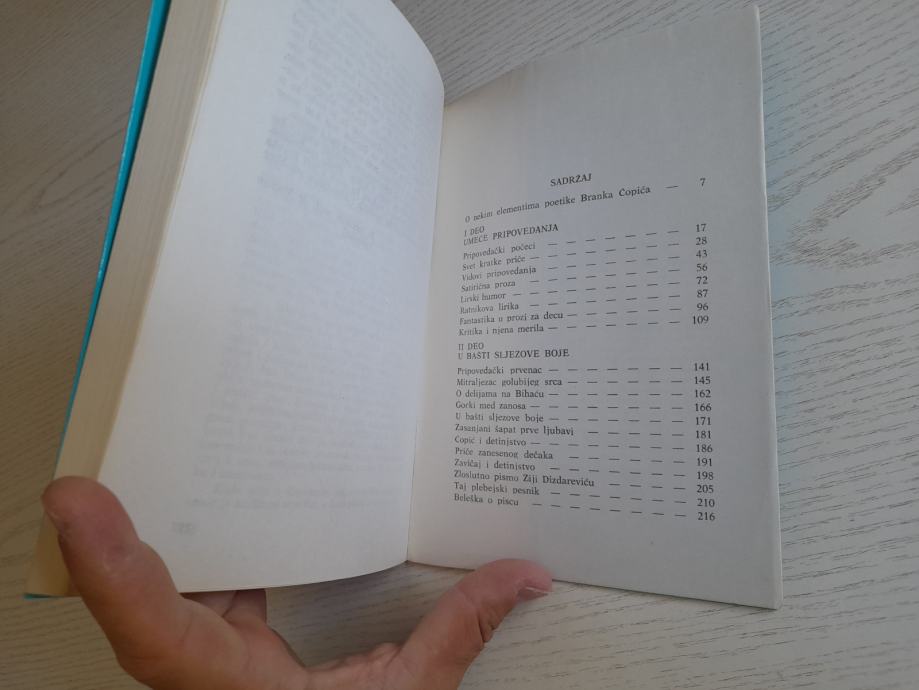 SADRŽAJ
O nekim elementima poetike Branka Ćopića — 7
I DEO
UMEĆE PRIPOVEDANJA
Pripovedački počeci — — — — — — 17
Svet kratke priče — — — — — — — 28
Vidovi pripovedanja — — — — — — 43
Satirična proza — — — — — — — 56
Lirski humor — — — — — — — 72
Ratnikova lirika — — — — — — — 87
Fantastika u prozi za decu — — — — — 96
Kritika i njena merila — — — — — — 109
II DEO
U BAŠTI SLJEZOVE BOJE
Pripovedački prvenac — — — — — — 141
Mitraljezac golubijeg srca — — — — — 145
O delijama na Bihaću — — — — — — 162
Gorki med zanosa — — — — — — — 166
U bašti sljezove boje — — — — — — 171
Zasanjani šapat prve ljubavi — — — — 181
Ćopić i detinjstvo — — — — — — — 186
Priče zanesenog dečaka — — — — — 191
Zavičaj i detinjstvo — — — — — — 198
Zloslutno pismo Ziji Dizdareviću — — — — 205
Taj plebejski pesnik — — — — — — 210
Beleška o piscu — — — — — — — 216